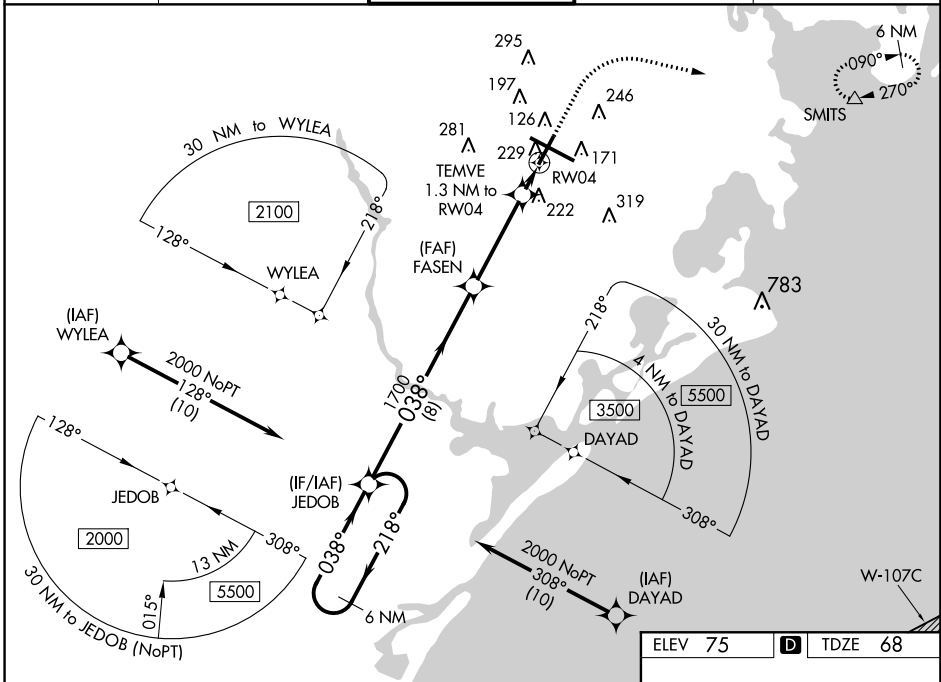 295
197
126
246
281
229
171
TEMVE
1.3 NM to
RW04
RW04
222
319
6 NM
090°
270°
SMITS
30 NM to WYLEA
2100
218°
128°
WYLEA
(FAF)
FASEN
783
(IAF)
WYLEA
2000 NoPT
128°
(10)
218°
30 NM to DAYAD
4 NM to DAYAD
5500
3500
DAYAD
308°
1700
038°
(8)
128°
JEDOB
2000
308°
13 NM
5500
015°
30 NM to JEDOB (NoPT)
(IF/IAF)
JEDOB
038°
218°
6 NM
2000 NoPT
308°
(10)
(IAF)
DAYAD
W-107C
ELEV 75 D TDZE 68